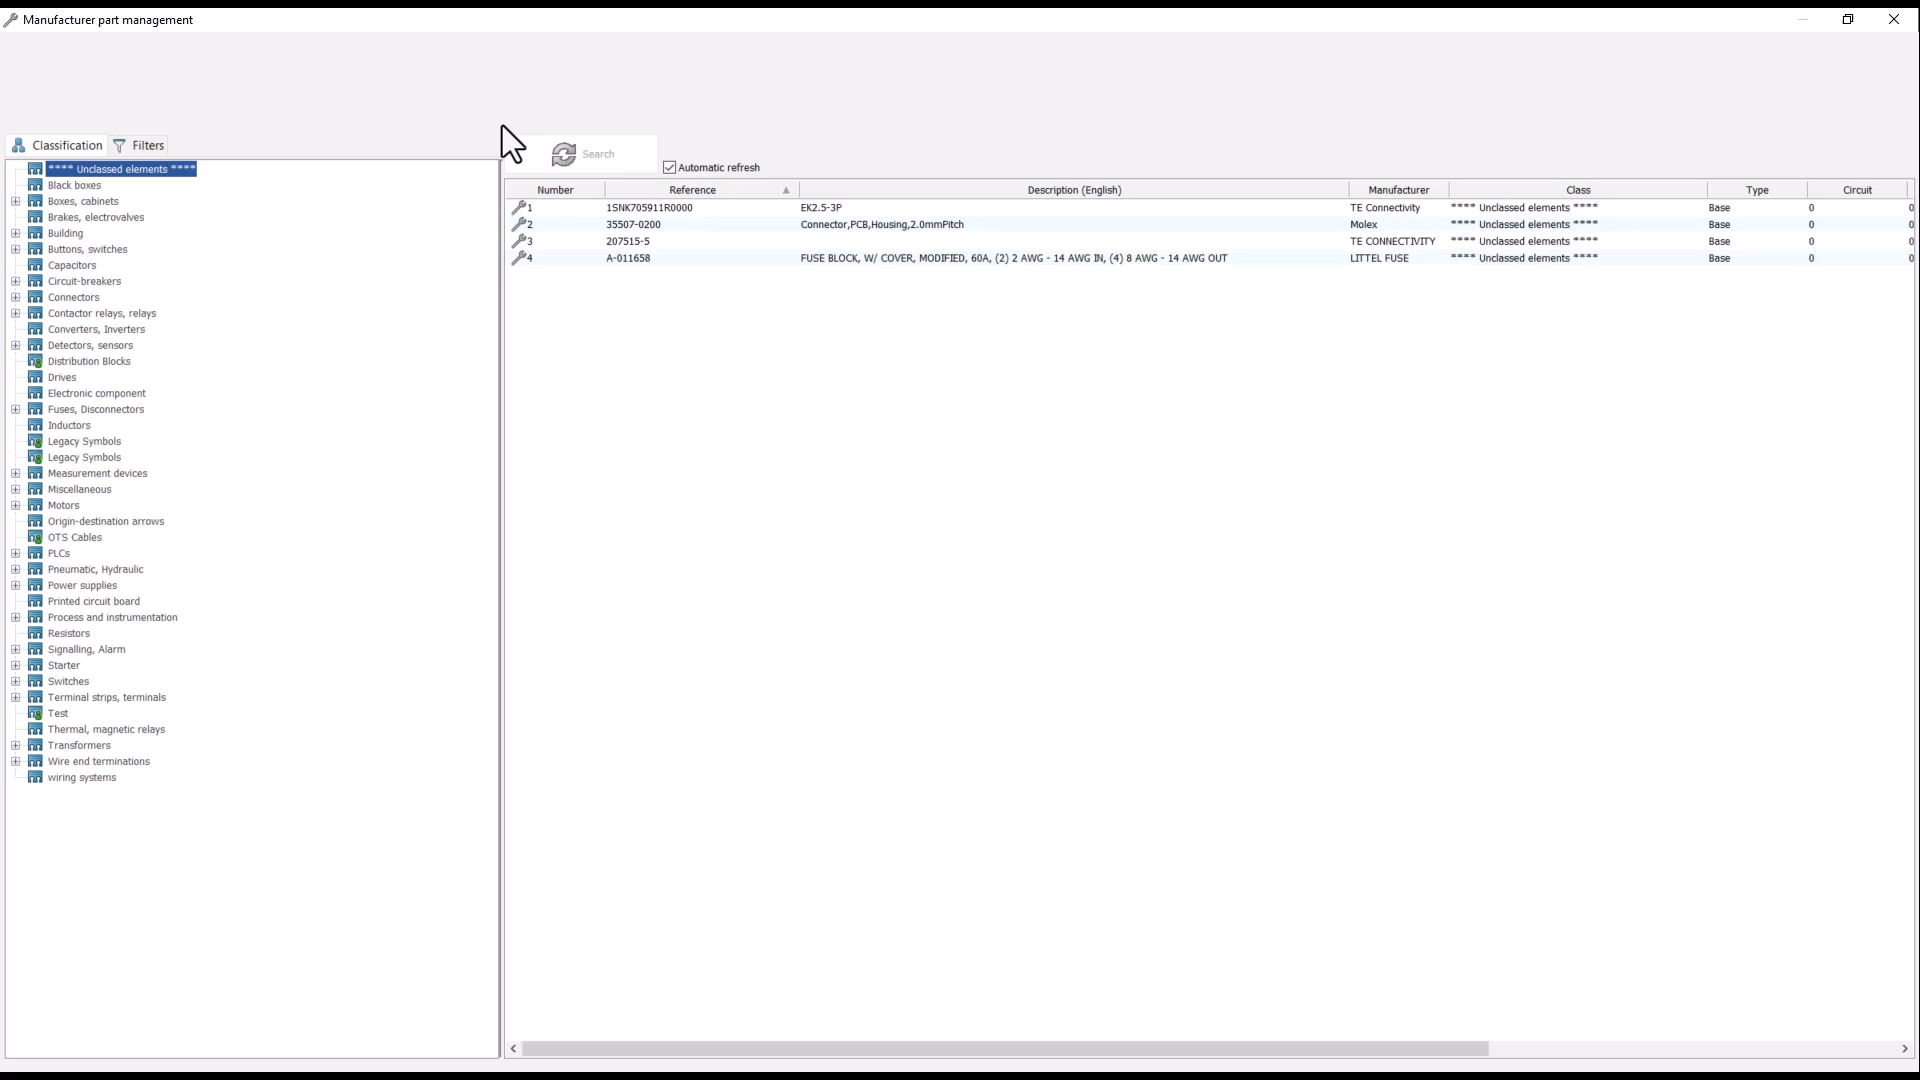 Manufacturer part management
Classification Filters
Search
Automatic refresh
**** Unclassed elements ****
Black boxes
Boxes, cabinets
Brakes, electrovalves
Building
Buttons, switches
Capacitors
Circuit-breakers
Connectors
Contactor relays, relays
Converters, Inverters
Detectors, sensors
Distribution Blocks
Drives
Electronic component
Fuses, Disconnectors
Inductors
Legacy Symbols
Legacy Symbols
Measurement devices
Miscellaneous
Motors
Origin-destination arrows
OTS Cables
PLCs
Pneumatic, Hydraulic
Power supplies
Printed circuit board
Process and instrumentation
Resistors
Signalling, Alarm
Starter
Switches
Terminal strips, terminals
Test
Thermal, magnetic relays
Transformers
Wire end terminations
wiring systems
Number Reference Description (English) Manufacturer Class Type Circuit
1 1SNK705911R0000 EK2.5-3P TE Connectivity **** Unclassed elements **** Base 0 0
2 35507-0200 Connector,PCB,Housing,2.0mmPitch Molex **** Unclassed elements **** Base 0 0
3 207515-5 TE CONNECTIVITY **** Unclassed elements **** Base 0 0
4 A-011658 FUSE BLOCK, W/ COVER, MODIFIED, 60A, (2) 2 AWG - 14 AWG IN, (4) 8 AWG - 14 AWG OUT LITTEL FUSE **** Unclassed elements **** Base 0 0